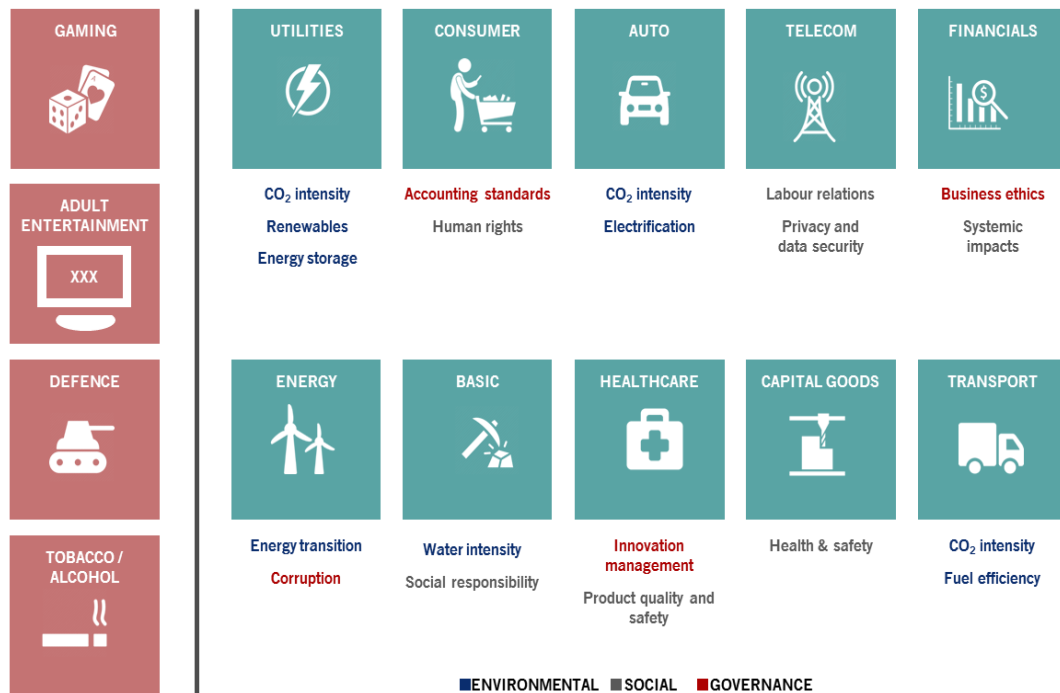 GAMING
ADULT
ENTERTAINMENT
XXX
DEFENCE
TOBACCO /
ALCOHOL
UTILITIES
CO₂ intensity
Renewables
Energy storage
CONSUMER
Accounting standards
Human rights
AUTO
CO₂ intensity
Electrification
TELECOM
Labour relations
Privacy and
data security
FINANCIALS
$
Business ethics
Systemic
impacts
ENERGY
Energy transition
Corruption
BASIC
Water intensity
Social responsibility
HEALTHCARE
Innovation
management
Product quality and
safety
CAPITAL GOODS
Health & safety
TRANSPORT
CO₂ intensity
Fuel efficiency
ENVIRONMENTAL SOCIAL GOVERNANCE